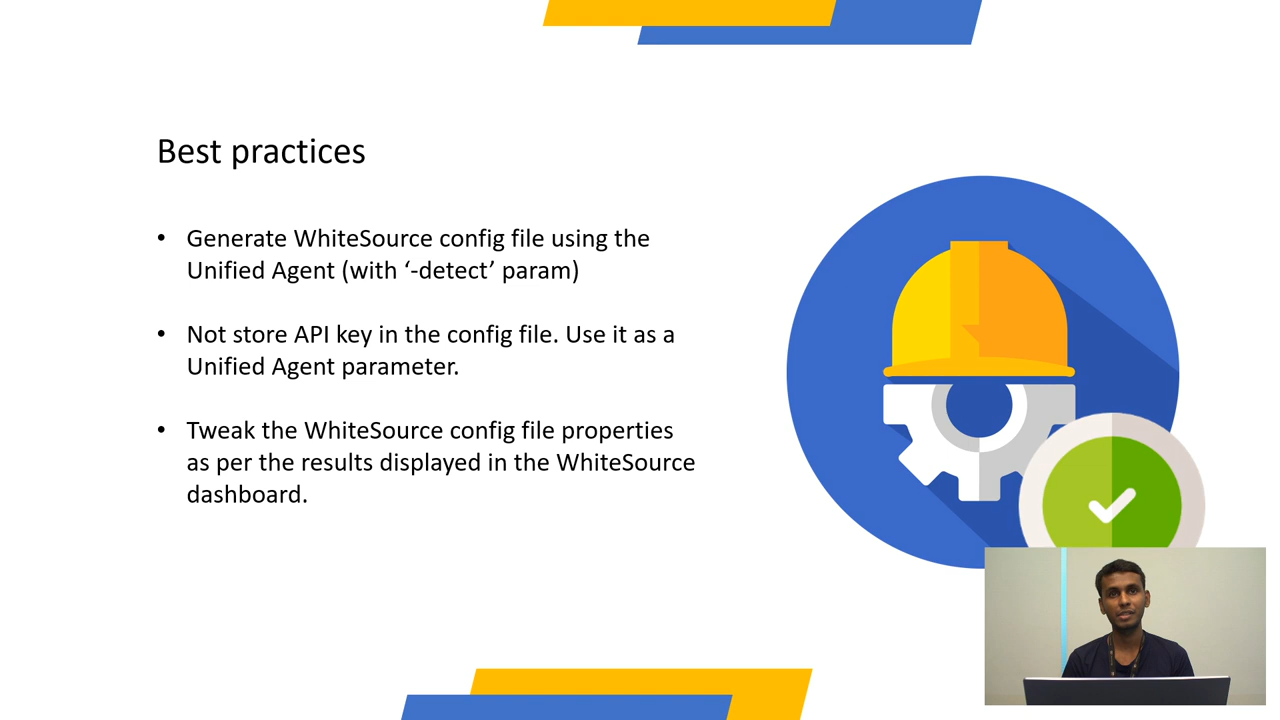 Best practices
• Generate WhiteSource config file using the
Unified Agent (with ‘-detect’ param)
• Not store API key in the config file. Use it as a
Unified Agent parameter.
• Tweak the WhiteSource config file properties
as per the results displayed in the WhiteSource
dashboard.